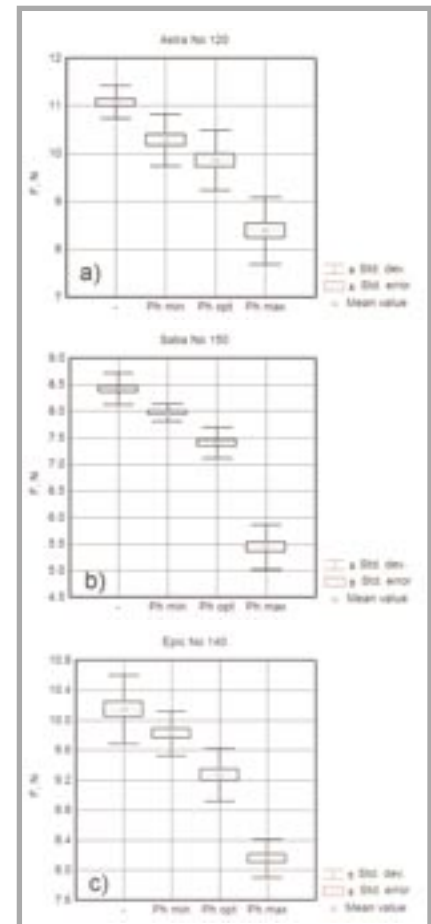 Astra No 120
12
11
10
9
8
7
F, N
a)
- Ph min Ph opt Ph max
± Std. dev.
± Std. error
Mean value
Saba No 150
9.0
8.5
8.0
7.5
7.0
6.5
6.0
5.5
5.0
4.5
F, N
b)
- Ph min Ph opt Ph max
± Std. dev.
± Std. error
Mean value
Epic No 140
10.8
10.4
10.0
9.6
9.2
8.8
8.4
8.0
7.6
F, N
c)
- Ph min Ph opt Ph max
± Std. dev.
± Std. error
Mean value